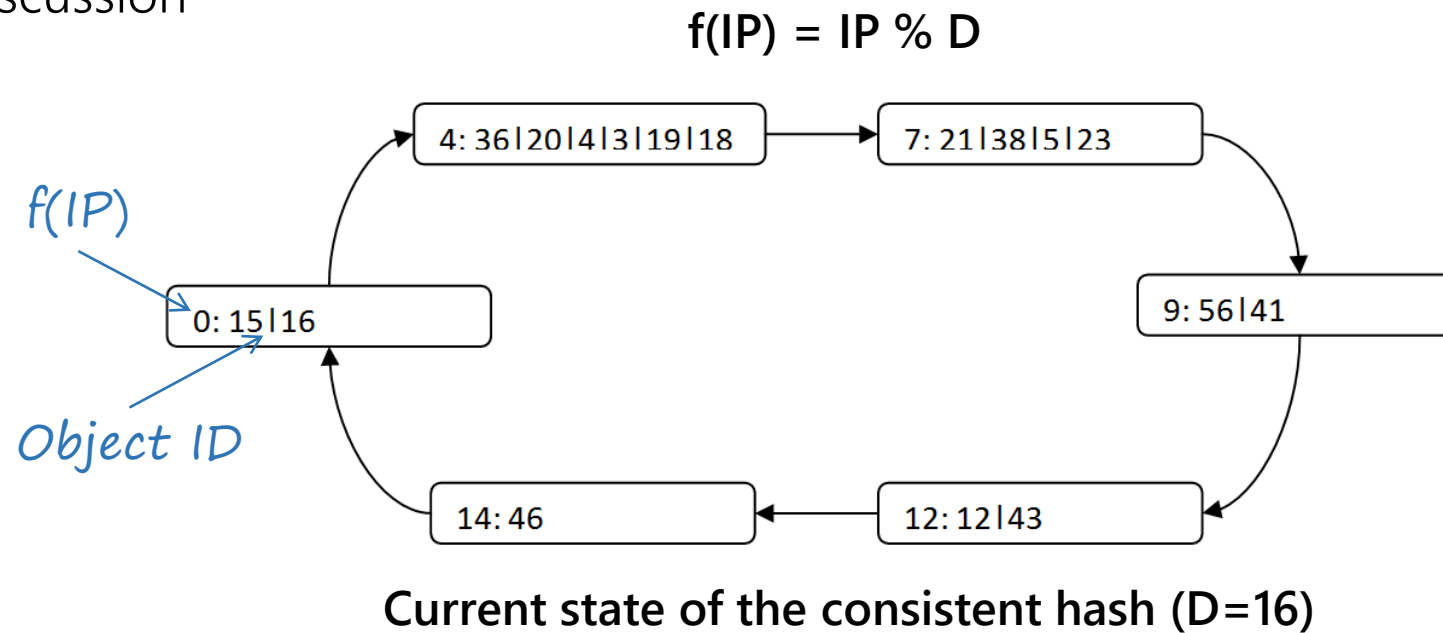 scussion
f(IP) = IP % D
4: 36|20|4|3|19|18
7: 21|38|5|23
f(IP)
0: 15|16
9: 56|41
Object ID
14: 46
12: 12|43
Current state of the consistent hash (D=16)